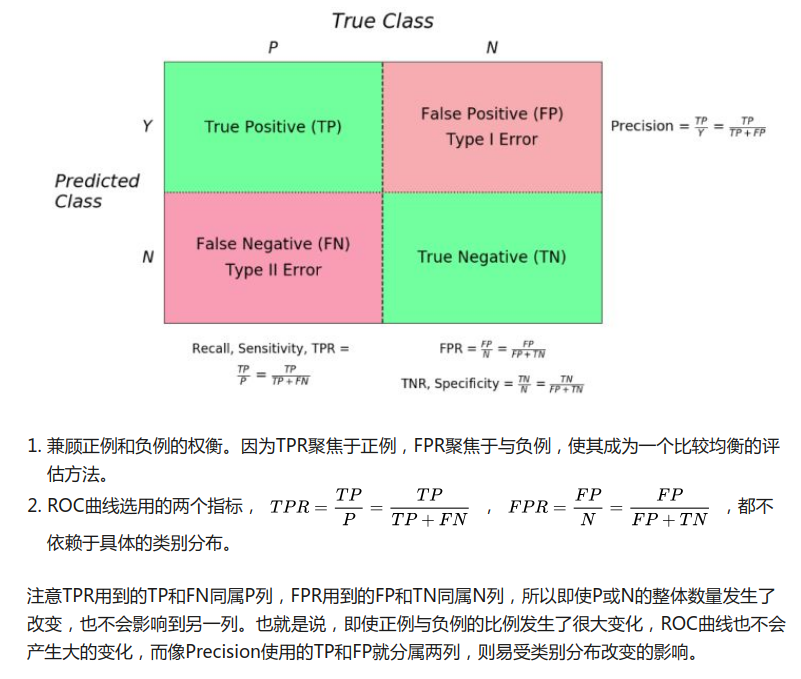 True Class
P N
Y True Positive (TP) False Positive (FP) Type I Error Precision = TP/Y = TP/(TP+FP)
Predicted Class
N False Negative (FN) Type II Error True Negative (TN)
Recall, Sensitivity, TPR = FPR = FP/N = FP/(FP+TN)
TP/P = TP/(TP+FN) TNR, Specificity = TN/N = TN/(FP+TN)
1. 兼顾正例和负例的权衡。因为TPR聚焦于正例，FPR聚焦于与负例，使其成为一个比较均衡的评
估方法。
2. ROC曲线选用的两个指标， TPR = TP/P = TP/(TP + FN) ， FPR = FP/N = FP/(FP + TN) ，都不
依赖于具体的类别分布。
注意TPR用到的TP和FN同属P列，FPR用到的FP和TN同属N列，所以即使P或N的整体数量发生了
改变，也不会影响到另一列。也就是说，即使正例与负例的比例发生了很大变化，ROC曲线也不会
产生大的变化，而像Precision使用的TP和FP就分属两列，则易受类别分布改变的影响。